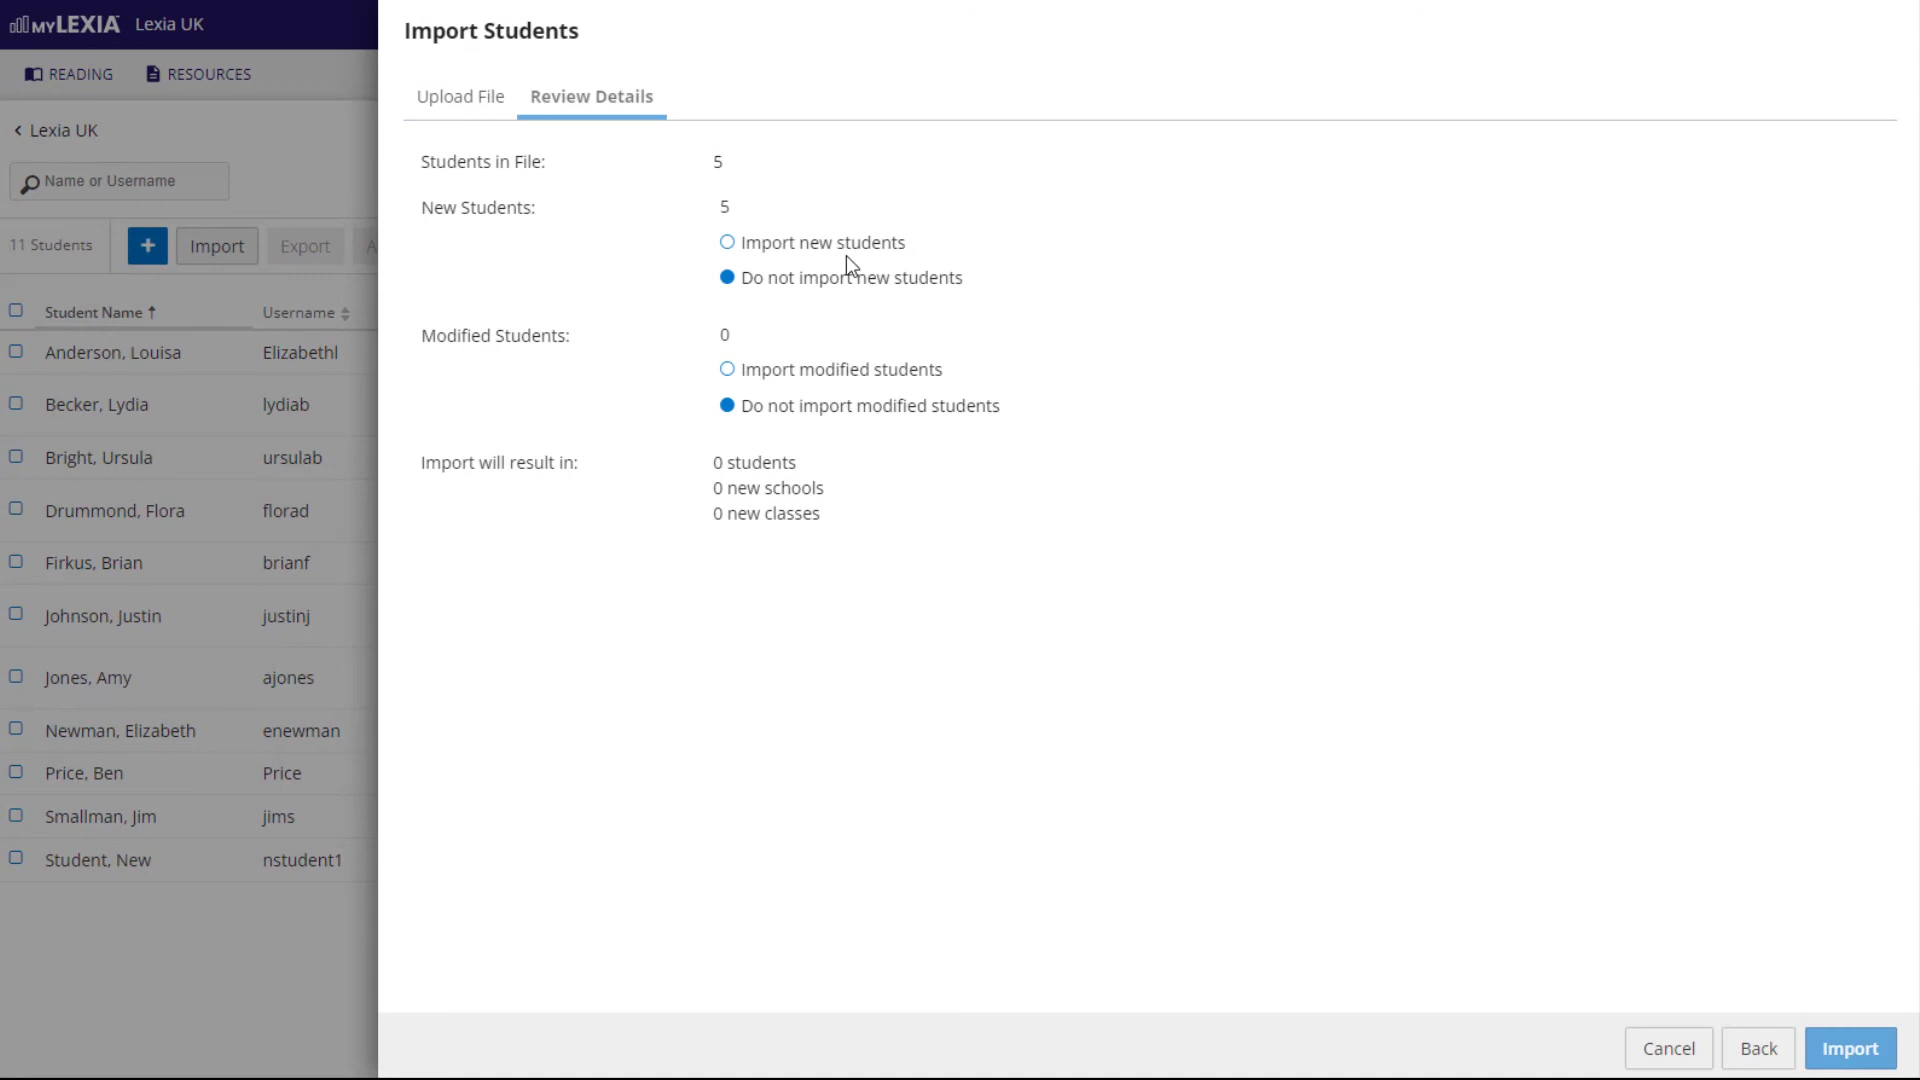 MYLEXIA Lexia UK
READING RESOURCES
< Lexia UK
Name or Username
11 Students + Import Export A
Student Name ↑ Username
Anderson, Louisa Elizabethl
Becker, Lydia lydiab
Bright, Ursula ursulab
Drummond, Flora florad
Firkus, Brian brianf
Johnson, Justin justinj
Jones, Amy ajones
Newman, Elizabeth enewman
Price, Ben Price
Smallman, Jim jims
Student, New nstudent1
Import Students
Upload File Review Details
Students in File: 5
New Students: 5
Import new students
Do not import new students
Modified Students: 0
Import modified students
Do not import modified students
Import will result in: 0 students
0 new schools
0 new classes
Cancel Back Import